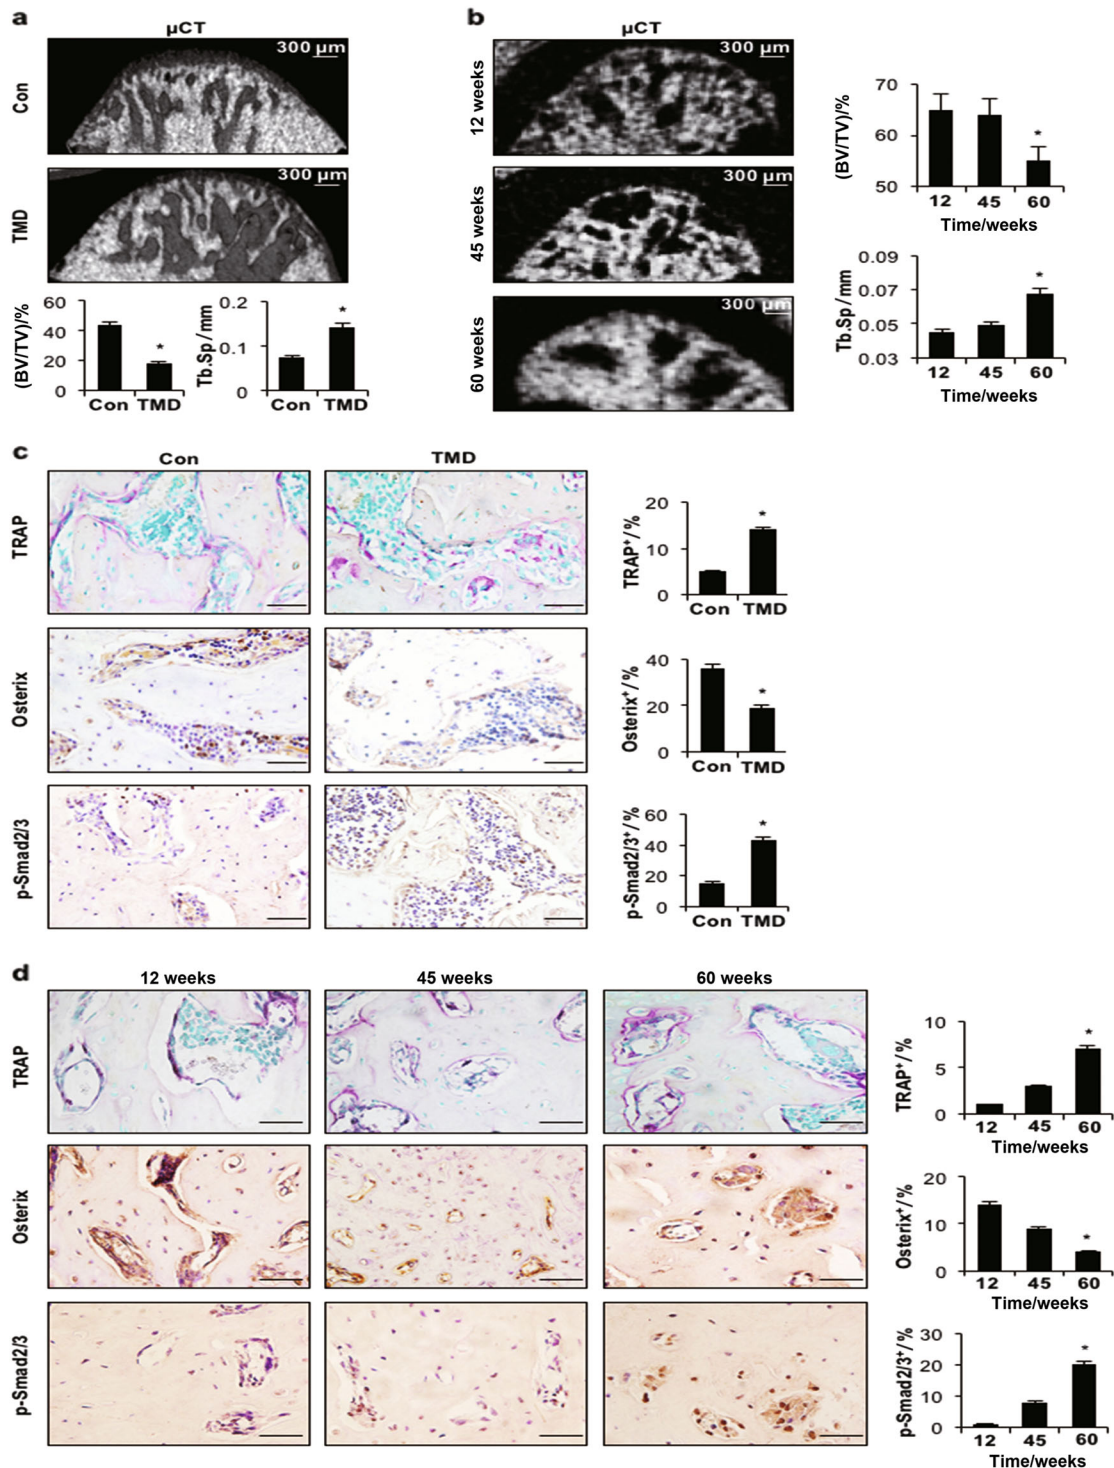 a
µCT
Con
300 µm
TMD
300 µm
(BV/TV)/%
60
40
20
0
*
Con TMD
Tb.Sp/mm
0.2
0.1
0
*
Con TMD
b
µCT
12 weeks
300 µm
45 weeks
300 µm
60 weeks
300 µm
(BV/TV)/%
70
60
50
*
12 45 60
Time/weeks
Tb.Sp/mm
0.09
0.07
0.05
0.03
*
12 45 60
Time/weeks
c
Con TMD
TRAP
TRAP⁺/%
20
10
0
*
Con TMD
Osterix
Osterix⁺/%
40
20
0
*
Con TMD
p-Smad2/3
p-Smad2/3⁺/%
60
40
20
0
*
Con TMD
d
12 weeks 45 weeks 60 weeks
TRAP
TRAP⁺/%
10
5
0
*
12 45 60
Time/weeks
Osterix
Osterix⁺/%
20
10
0
*
12 45 60
Time/weeks
p-Smad2/3
p-Smad2/3⁺/%
30
20
10
0
*
12 45 60
Time/weeks